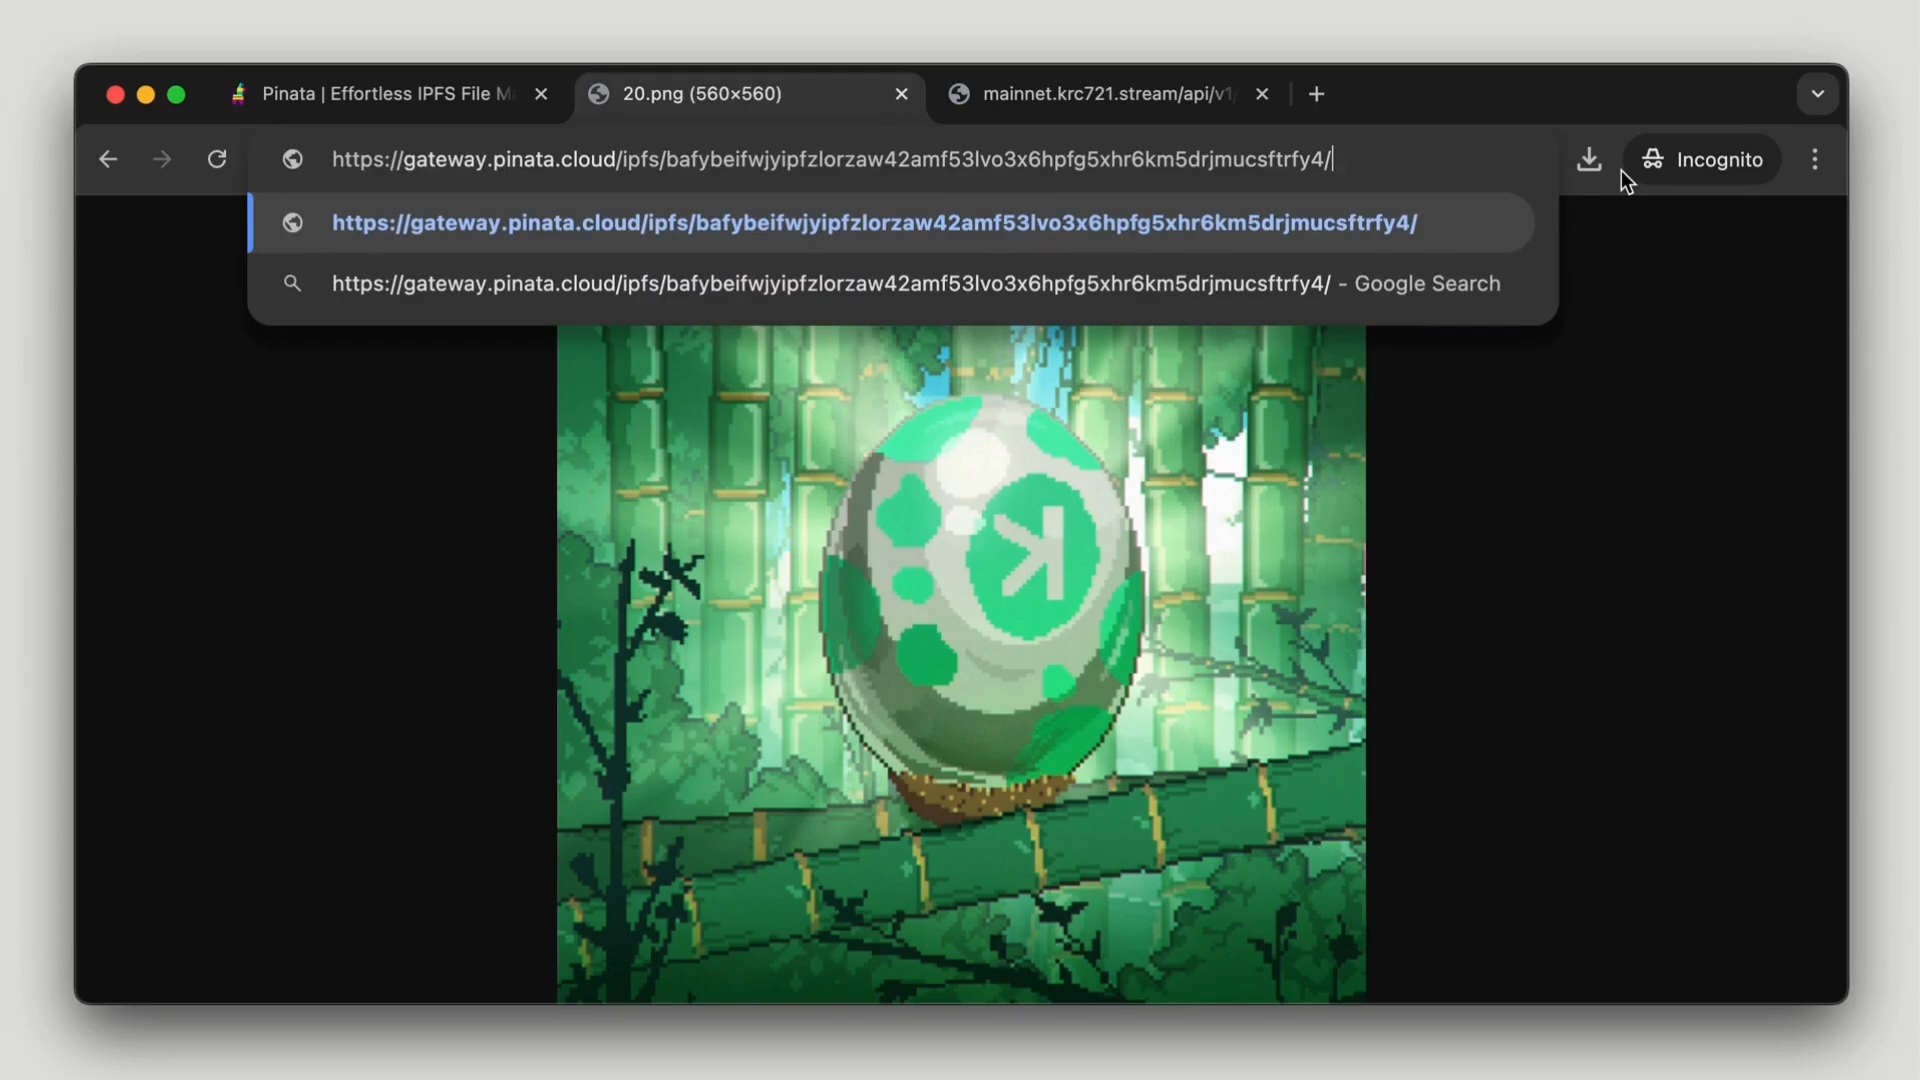 Pinata | Effortless IPFS File M
20.png (560×560)
mainnet.krc721.stream/api/v1/
https://gateway.pinata.cloud/ipfs/bafybeifwjyipfzlorzaw42amf53lvo3x6hpfg5xhr6km5drjmucsftrfy4/
Incognito
https://gateway.pinata.cloud/ipfs/bafybeifwjyipfzlorzaw42amf53lvo3x6hpfg5xhr6km5drjmucsftrfy4/
https://gateway.pinata.cloud/ipfs/bafybeifwjyipfzlorzaw42amf53lvo3x6hpfg5xhr6km5drjmucsftrfy4/ - Google Search